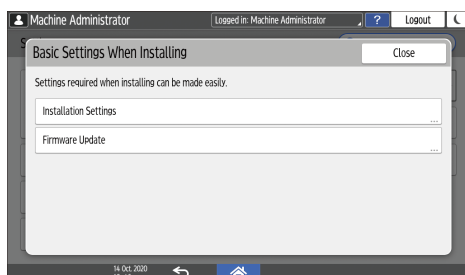 Machine Administrator
Logged in: Machine Administrator
?
Logout
Basic Settings When Installing
Close
Settings required when installing can be made easily.
Installation Settings
...
Firmware Update
...
14 Oct. 2020